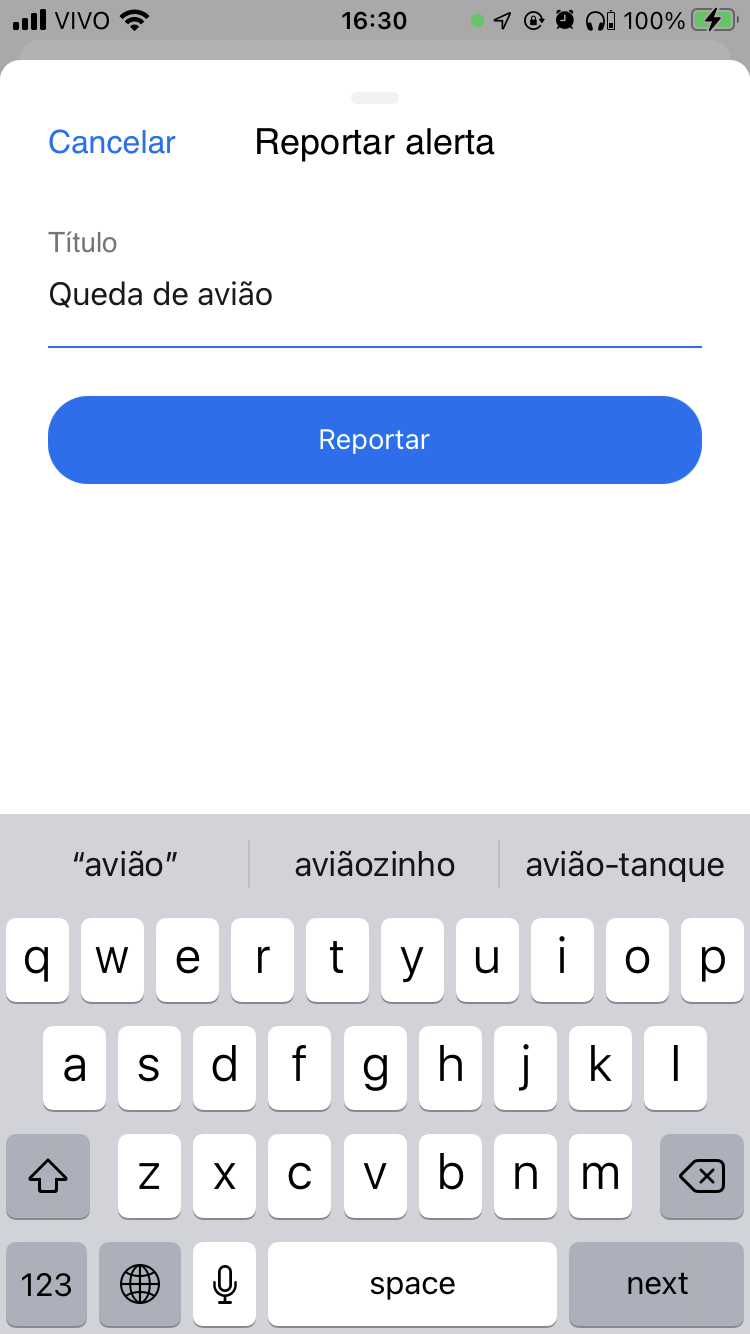 VIVO 16:30 100%
Cancelar Reportar alerta
Título
Queda de avião
Reportar
“avião” aviãozinho avião-tanque
q w e r t y u i o p
a s d f g h j k l
z x c v b n m
123 space next